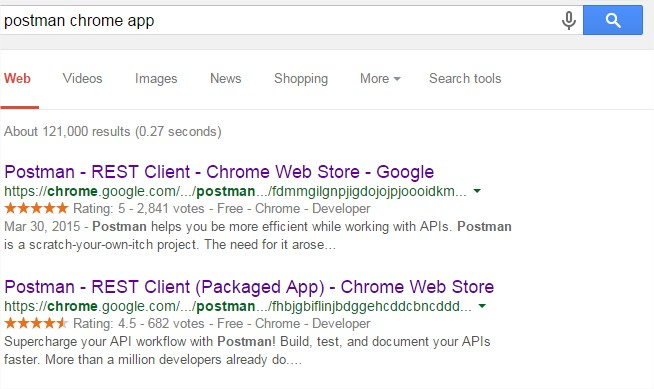 postman chrome app
Web Videos Images News Shopping More Search tools
About 121,000 results (0.27 seconds)
Postman - REST Client - Chrome Web Store - Google
https://chrome.google.com/.../postman.../fdmmgilgnpjigdojojpjoooidkm...
Rating: 5 - 2,841 votes - Free - Chrome - Developer
Mar 30, 2015 - Postman helps you be more efficient while working with APIs. Postman
is a scratch-your-own-itch project. The need for it arose...
Postman - REST Client (Packaged App) - Chrome Web Store
https://chrome.google.com/.../postman.../fhbjgbiflinjbdggehcddcbncddd...
Rating: 4.5 - 682 votes - Free - Chrome - Developer
Supercharge your API workflow with Postman! Build, test, and document your APIs
faster. More than a million developers already do....